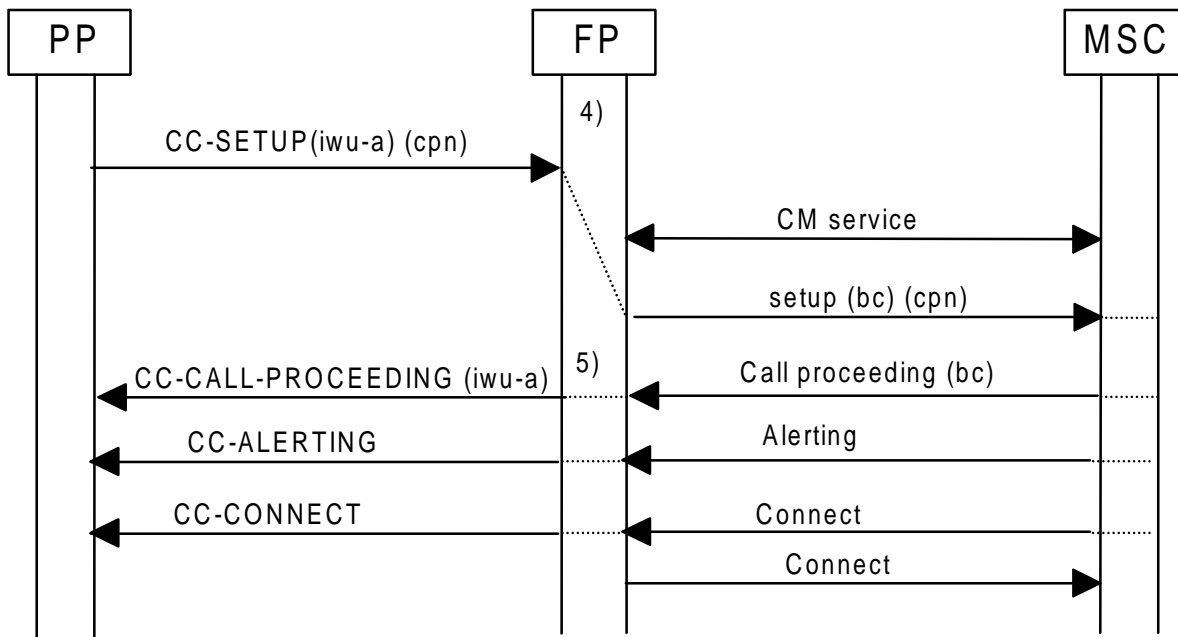 PP
FP
MSC
4)
CC-SETUP(iwu-a) (cpn)
CM service
setup (bc) (cpn)
5)
CC-CALL-PROCEEDING (iwu-a)
Call proceeding (bc)
CC-ALERTING
Alerting
CC-CONNECT
Connect
Connect